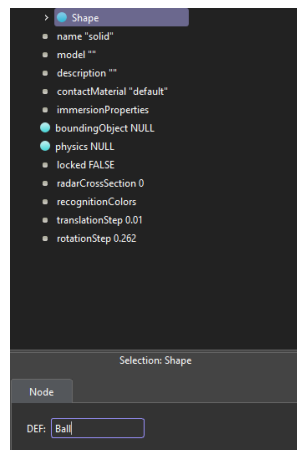 Shape
name "solid"
model ""
description ""
contactMaterial "default"
immersionProperties
boundingObject NULL
physics NULL
locked FALSE
radarCrossSection 0
recognitionColors
translationStep 0.01
rotationStep 0.262
Selection: Shape
Node
DEF: Ball